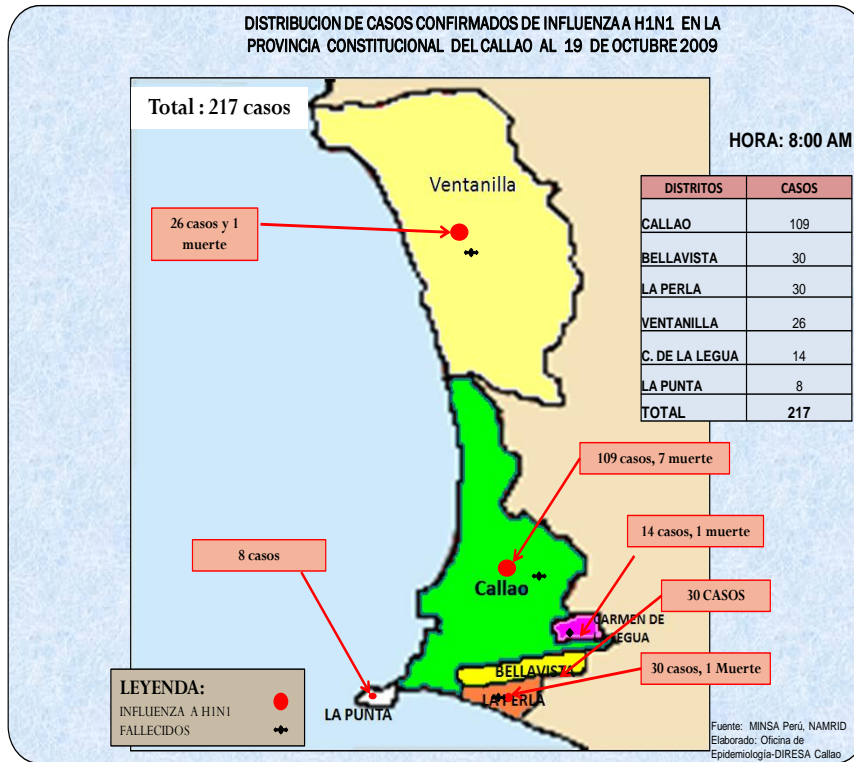 DISTRIBUCION DE CASOS CONFIRMADOS DE INFLUENZA A H1N1 EN LA
PROVINCIA CONSTITUCIONAL DEL CALLAO AL 19 DE OCTUBRE 2009
Total : 217 casos
HORA: 8:00 AM
Ventanilla
26 casos y 1
muerte
DISTRITOS CASOS
CALLAO 109
BELLAVISTA 30
LA PERLA 30
VENTANILLA 26
C. DE LA LEGUA 14
LA PUNTA 8
TOTAL 217
109 casos, 7 muerte
14 casos, 1 muerte
8 casos
Callao
30 CASOS
CARMEN DE
EGUA
BELLAVISTA
30 casos, 1 Muerte
LA PERLA
LA PUNTA
LEYENDA:
INFLUENZA A H1N1
FALLECIDOS
Fuente: MINSA Perú, NAMRID
Elaborado: Oficina de
Epidemiología-DIRESA Callao